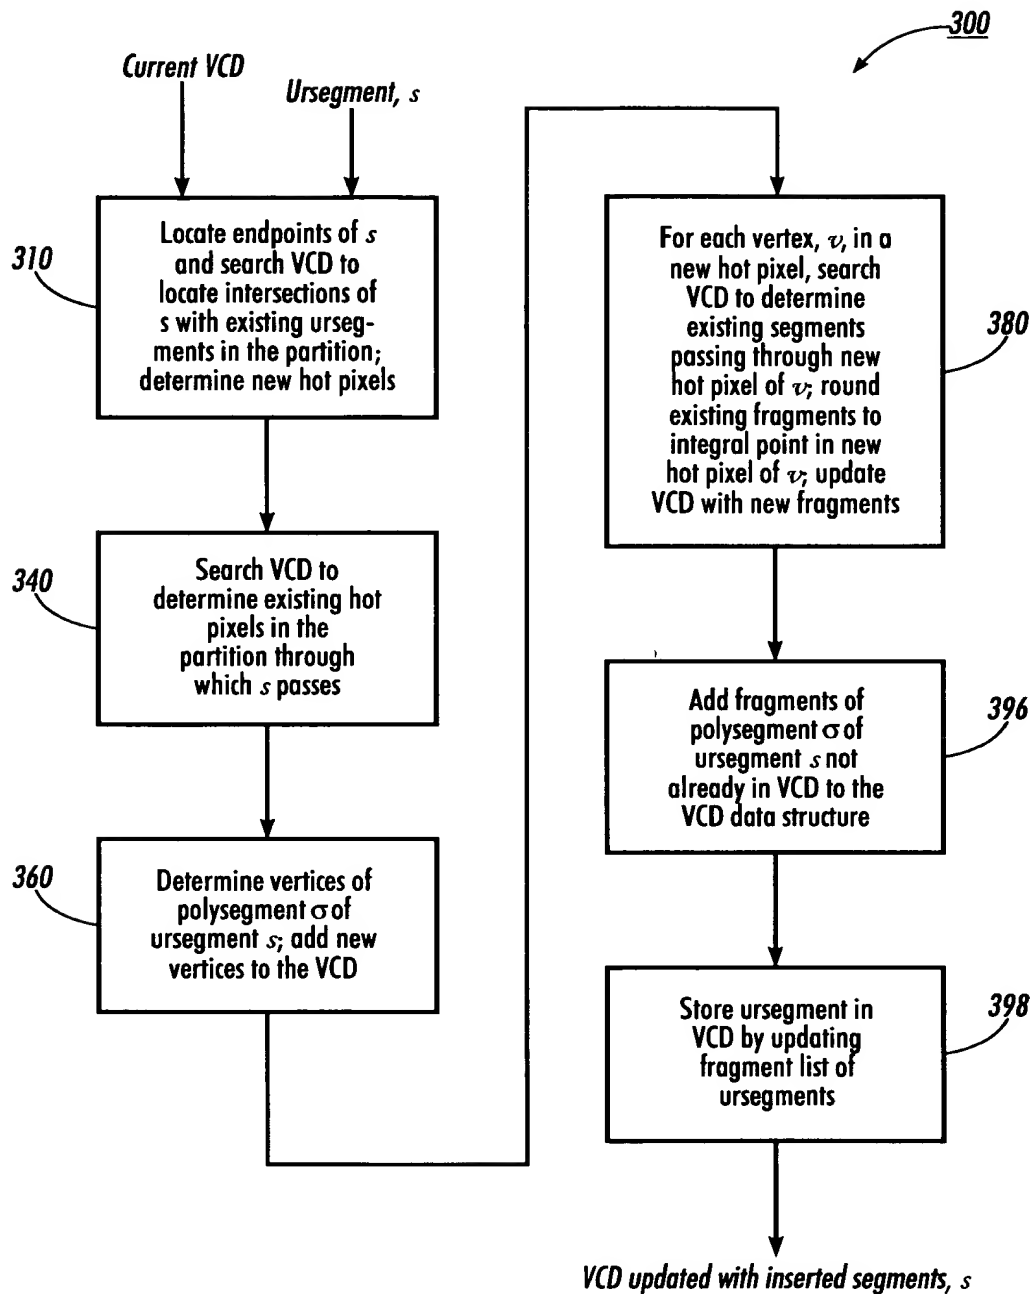 300
Current VCD
Ursegment, s
310
Locate endpoints of s
and search VCD to
locate intersections of
s with existing urseg-
ments in the partition;
determine new hot pixels
340
Search VCD to
determine existing hot
pixels in the
partition through
which s passes
360
Determine vertices of
polysegment σ of
ursegment s; add new
vertices to the VCD
For each vertex, v, in a
new hot pixel, search
VCD to determine
existing segments
passing through new
hot pixel of v; round
existing fragments to
integral point in new
hot pixel of v; update
VCD with new fragments
380
Add fragments of
polysegment σ of
ursegment s not
already in VCD to the
VCD data structure
396
Store ursegment in
VCD by updating
fragment list of
ursegments
398
VCD updated with inserted segments, s